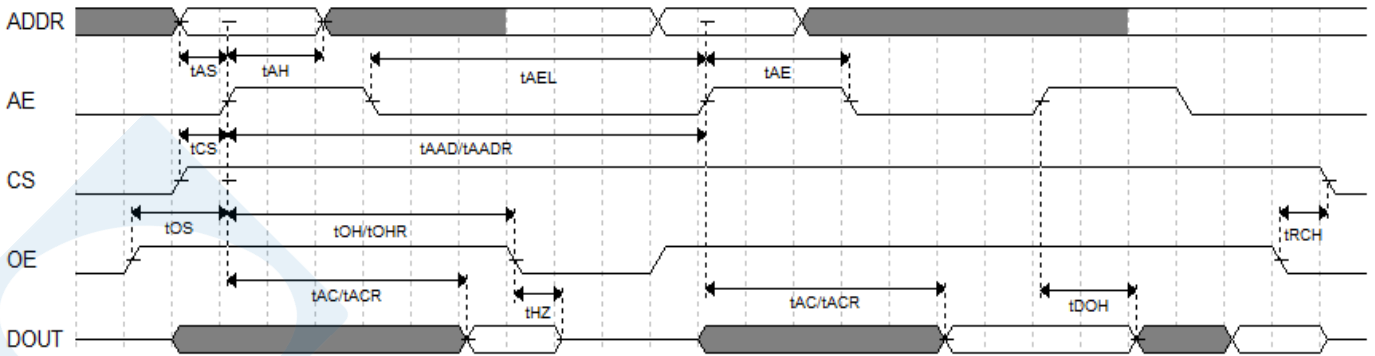 ADDR
tAS
tAH
tAEL
tAE
AE
tCS
tAAD/tAADR
CS
tOS
tOH/tOHR
tRCH
OE
tAC/tACR
tHZ
tAC/tACR
tDOH
DOUT